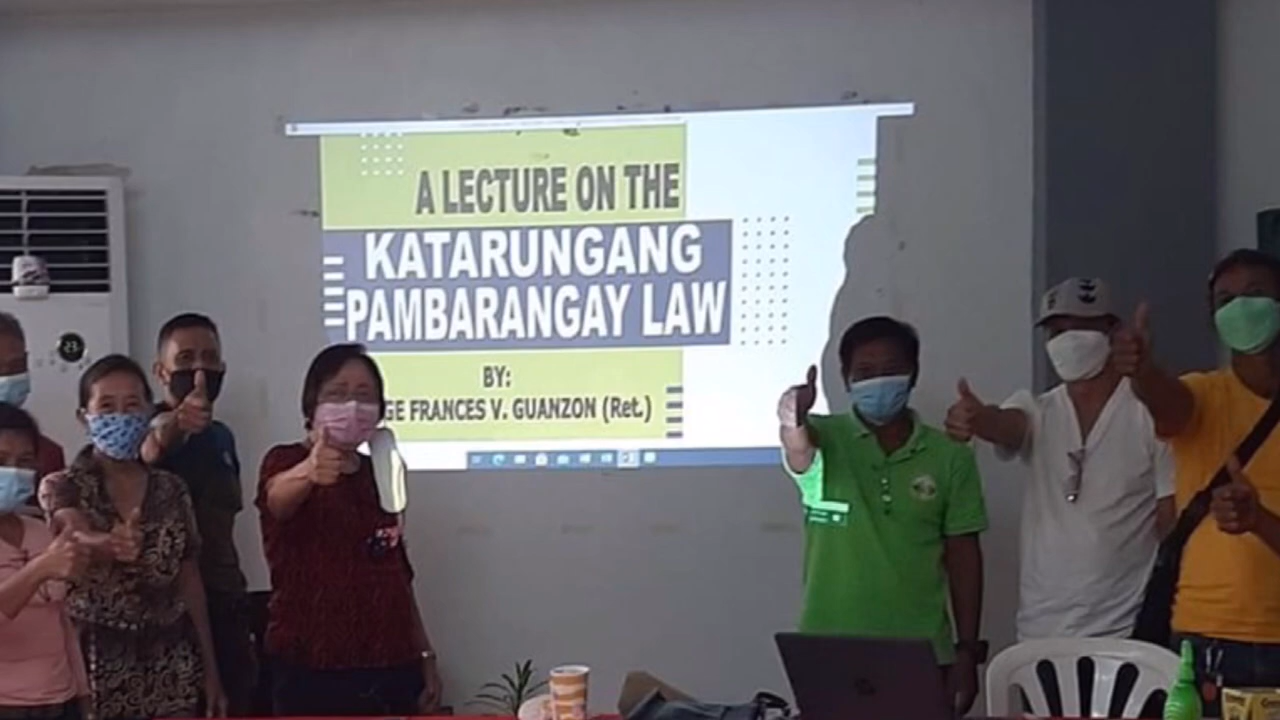 A LECTURE ON THE
KATARUNGANG
PAMBARANGAY LAW
BY:
FRANCES V. GUANZON (Ret.)